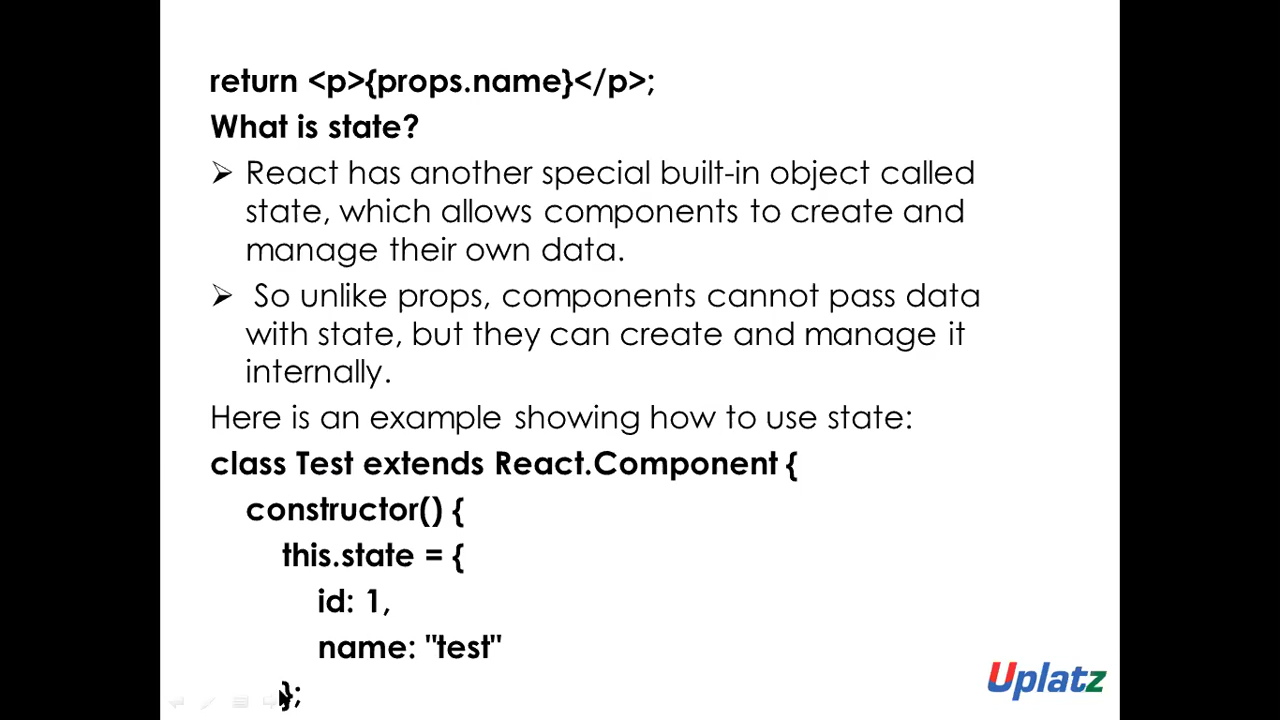 return <p>{props.name}</p>;
What is state?
➢ React has another special built-in object called
state, which allows components to create and
manage their own data.
➢ So unlike props, components cannot pass data
with state, but they can create and manage it
internally.
Here is an example showing how to use state:
class Test extends React.Component {
constructor() {
this.state = {
id: 1,
name: "test"
};
Uplatz